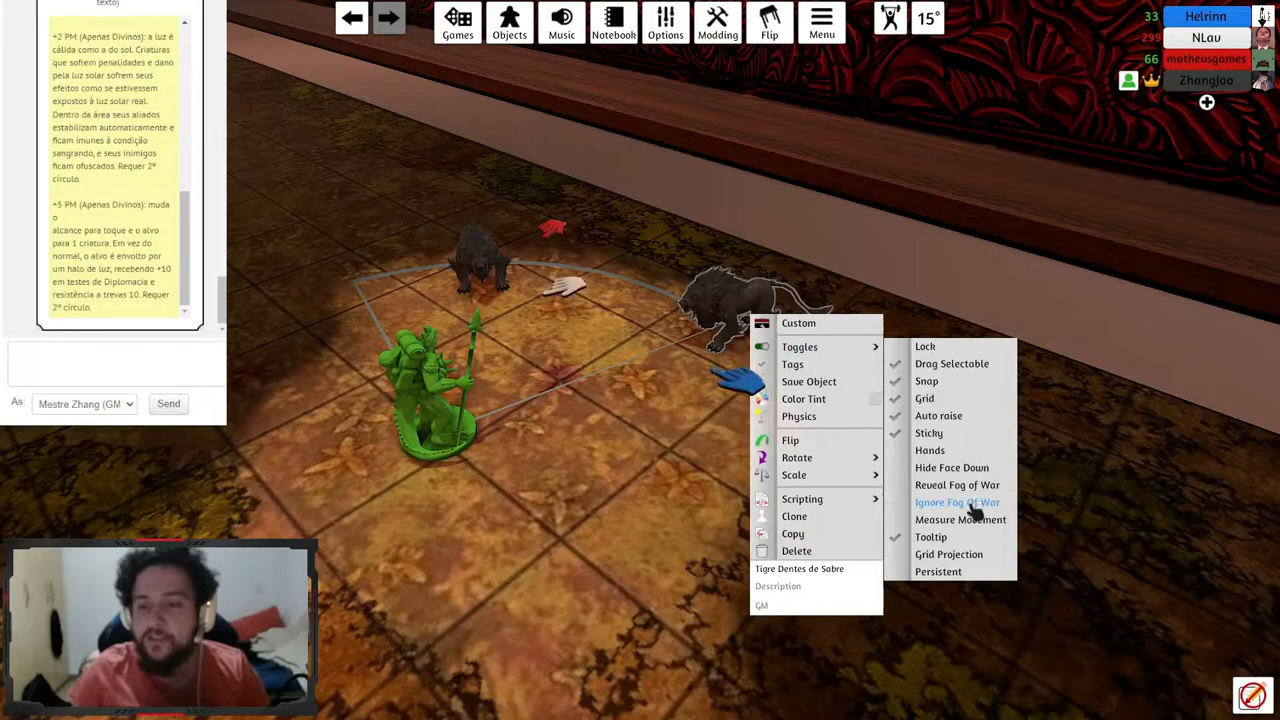 texto)
+2 PM (Apenas Divinos): a luz é
cálida como a do sol. Criaturas
que sofrem penalidades e dano
pela luz solar sofrem seus
efeitos como se estivessem
expostos à luz solar real.
Dentro da área seus aliados
estabilizam automaticamente e
ficam imunes à condição
sangrando, e seus inimigos
ficam ofuscados. Requer 2º
círculo.
+5 PM (Apenas Divinos): muda
o
alcance para toque e o alvo
para 1 criatura. Em vez do
normal, o alvo é envolto por
um halo de luz, recebendo +10
em testes de Diplomacia e
resistência a trevas 10. Requer
2º círculo.
As:
Mestre Zhang (GM
Send
Games
Objects
Music
Notebook
Options
Modding
Flip
Menu
15°
33 Helrinn
299 NLau
66 matheusgames
ZhangJao
Custom
Toggles
Tags
Save Object
Color Tint
Physics
Flip
Rotate
Scale
Scripting
Clone
Copy
Delete
Tigre Dentes de Sabre
Description
GM
Lock
Drag Selectable
Snap
Grid
Auto raise
Sticky
Hands
Hide Face Down
Reveal Fog of War
Ignore Fog Of War
Measure Movement
Tooltip
Grid Projection
Persistent